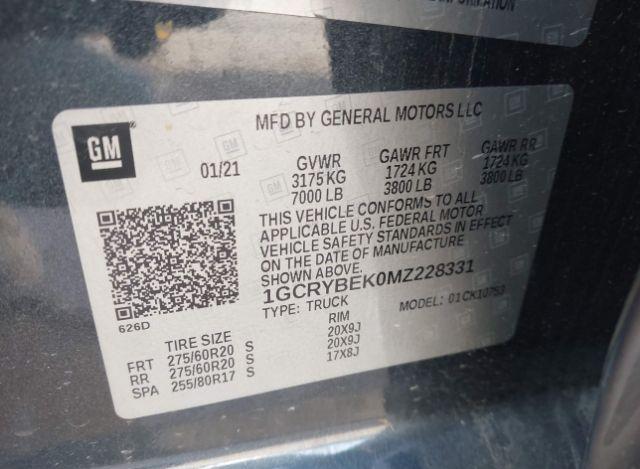 INFORMATION
GM
MFD BY GENERAL MOTORS LLC
01/21
GVWR GAWR FRT GAWR RR
3175 KG 1724 KG 1724 KG
7000 LB 3800 LB 3800 LB
THIS VEHICLE CONFORMS TO ALL
APPLICABLE U.S. FEDERAL MOTOR
VEHICLE SAFETY STANDARDS IN EFFECT
ON THE DATE OF MANUFACTURE
SHOWN ABOVE.
1GCRYBEK0MZ228331
TYPE: TRUCK MODEL: 01CK10753
626D
TIRE SIZE RIM
FRT 275/60R20 S 20X9J
RR 275/60R20 S 20X9J
SPA 255/80R17 S 17X8J